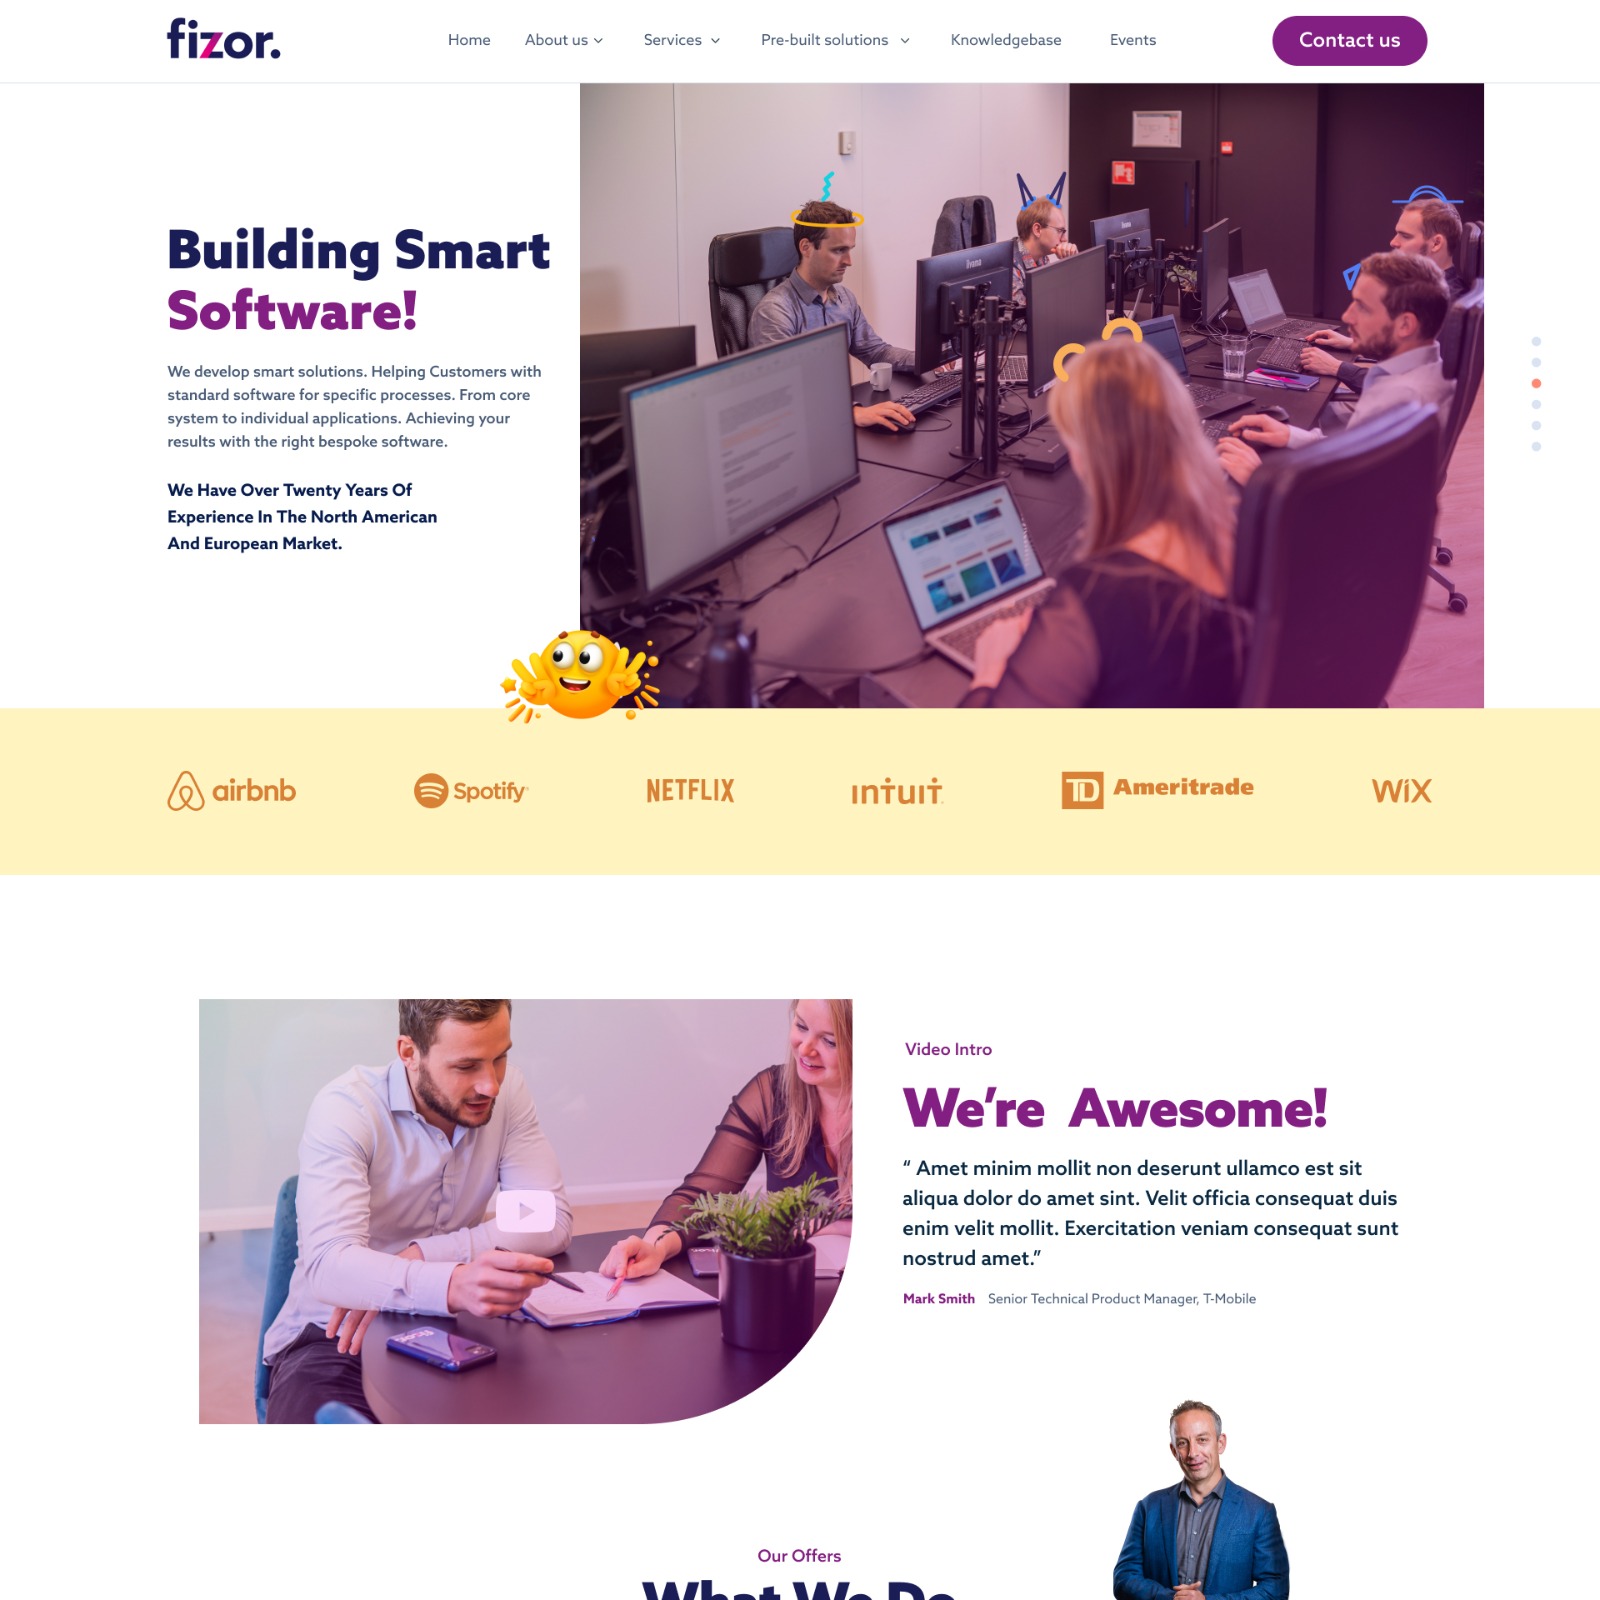 fizor.
Home About us Services Pre-built solutions Knowledgebase Events
Contact us
Building Smart
Software!
We develop smart solutions. Helping Customers with
standard software for specific processes. From core
system to individual applications. Achieving your
results with the right bespoke software.
We Have Over Twenty Years Of
Experience In The North American
And European Market.
airbnb
Spotify
NETFLIX
intuit
TD Ameritrade
WiX
Video Intro
We’re Awesome!
“ Amet minim mollit non deserunt ullamco est sit
aliqua dolor do amet sint. Velit officia consequat duis
enim velit mollit. Exercitation veniam consequat sunt
nostrud amet.”
Mark Smith Senior Technical Product Manager, T-Mobile
Our Offers
What We Do